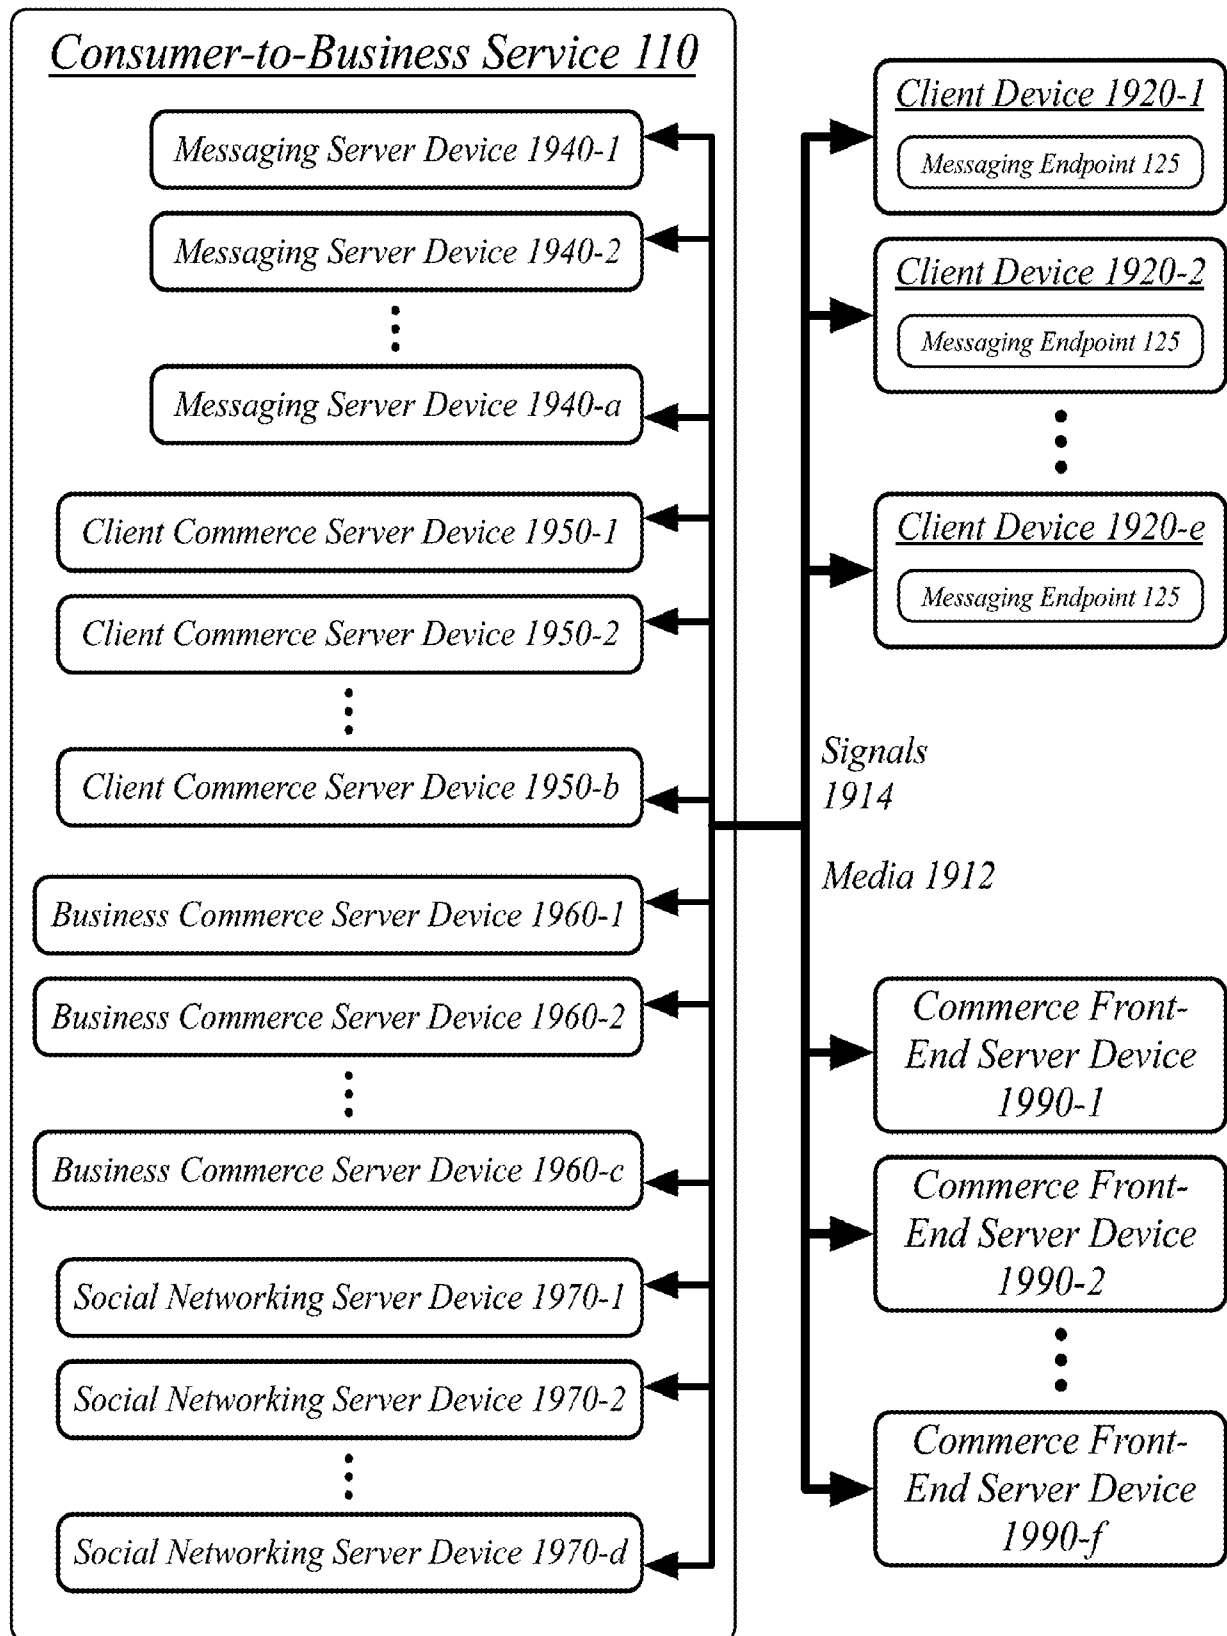 Consumer-to-Business Service 110
Messaging Server Device 1940-1
Messaging Server Device 1940-2
Messaging Server Device 1940-a
Client Commerce Server Device 1950-1
Client Commerce Server Device 1950-2
Client Commerce Server Device 1950-b
Business Commerce Server Device 1960-1
Business Commerce Server Device 1960-2
Business Commerce Server Device 1960-c
Social Networking Server Device 1970-1
Social Networking Server Device 1970-2
Social Networking Server Device 1970-d
Client Device 1920-1
Messaging Endpoint 125
Client Device 1920-2
Messaging Endpoint 125
Client Device 1920-e
Messaging Endpoint 125
Signals
1914
Media 1912
Commerce Front-
End Server Device
1990-1
Commerce Front-
End Server Device
1990-2
Commerce Front-
End Server Device
1990-f